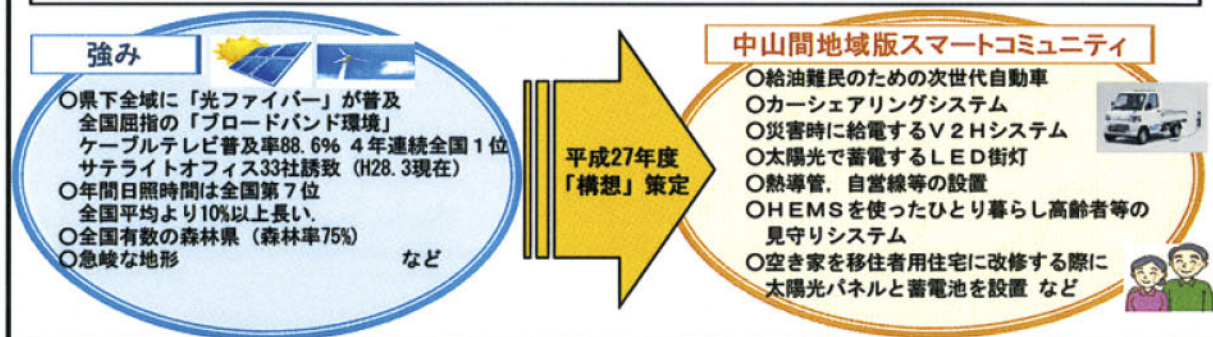 強み
○県下全域に「光ファイバー」が普及
全国屈指の「ブロードバンド環境」
ケーブルテレビ普及率88.6% 4年連続全国1位
サテライトオフィス33社誘致（H28.3現在）
○年間日照時間は全国第7位
全国平均より10%以上長い.
○全国有数の森林県（森林率75%）
○急峻な地形 など
平成27年度
「構想」策定
中山間地域版スマートコミュニティ
○給油難民のための次世代自動車
○カーシェアリングシステム
○災害時に給電するＶ２Ｈシステム
○太陽光で蓄電するＬＥＤ街灯
○熱導管，自営線等の設置
○ＨＥＭＳを使ったひとり暮らし高齢者等の
見守りシステム
○空き家を移住者用住宅に改修する際に
太陽光パネルと蓄電池を設置 など